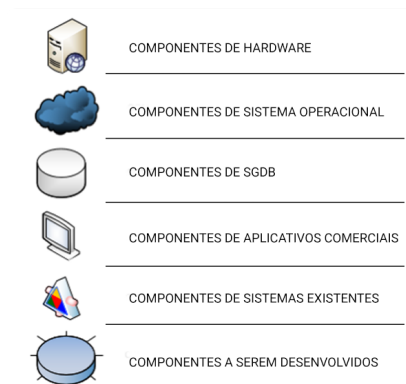 COMPONENTES DE HARDWARE
COMPONENTES DE SISTEMA OPERACIONAL
COMPONENTES DE SGDB
COMPONENTES DE APLICATIVOS COMERCIAIS
COMPONENTES DE SISTEMAS EXISTENTES
COMPONENTES A SEREM DESENVOLVIDOS